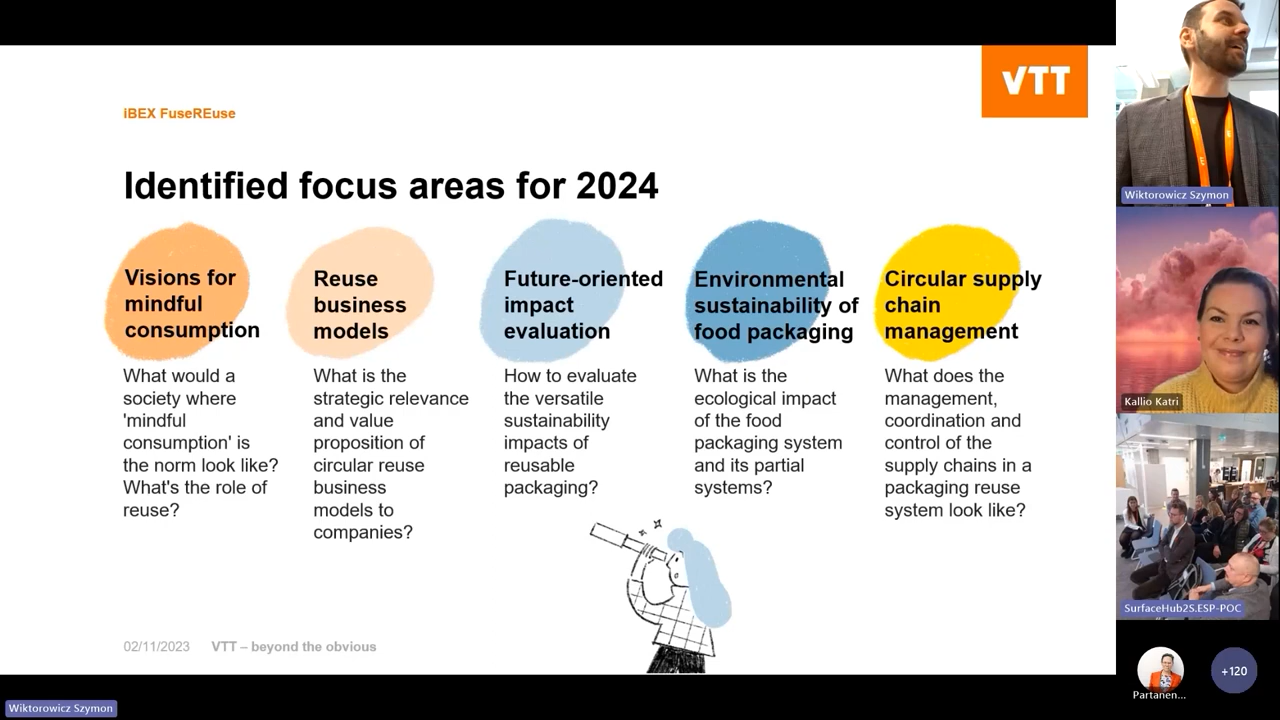 VTT
iBEX FuseREuse
Identified focus areas for 2024
Visions for
mindful
consumption
What would a
society where
'mindful
consumption' is
the norm look like?
What's the role of
reuse?
Reuse
business
models
What is the
strategic relevance
and value
proposition of
circular reuse
business
models to
companies?
Future-oriented
impact
evaluation
How to evaluate
the versatile
sustainability
impacts of
reusable
packaging?
Environmental
sustainability of
food packaging
What is the
ecological impact
of the food
packaging system
and its partial
systems?
Circular supply
chain
management
What does the
management,
coordination and
control of the
supply chains in a
packaging reuse
system look like?
02/11/2023 VTT – beyond the obvious
Wiktorowicz Szymon
Wiktorowicz Szymon
Kallio Katri
SurfaceHub2S.ESP-POC
Partanen...
+120